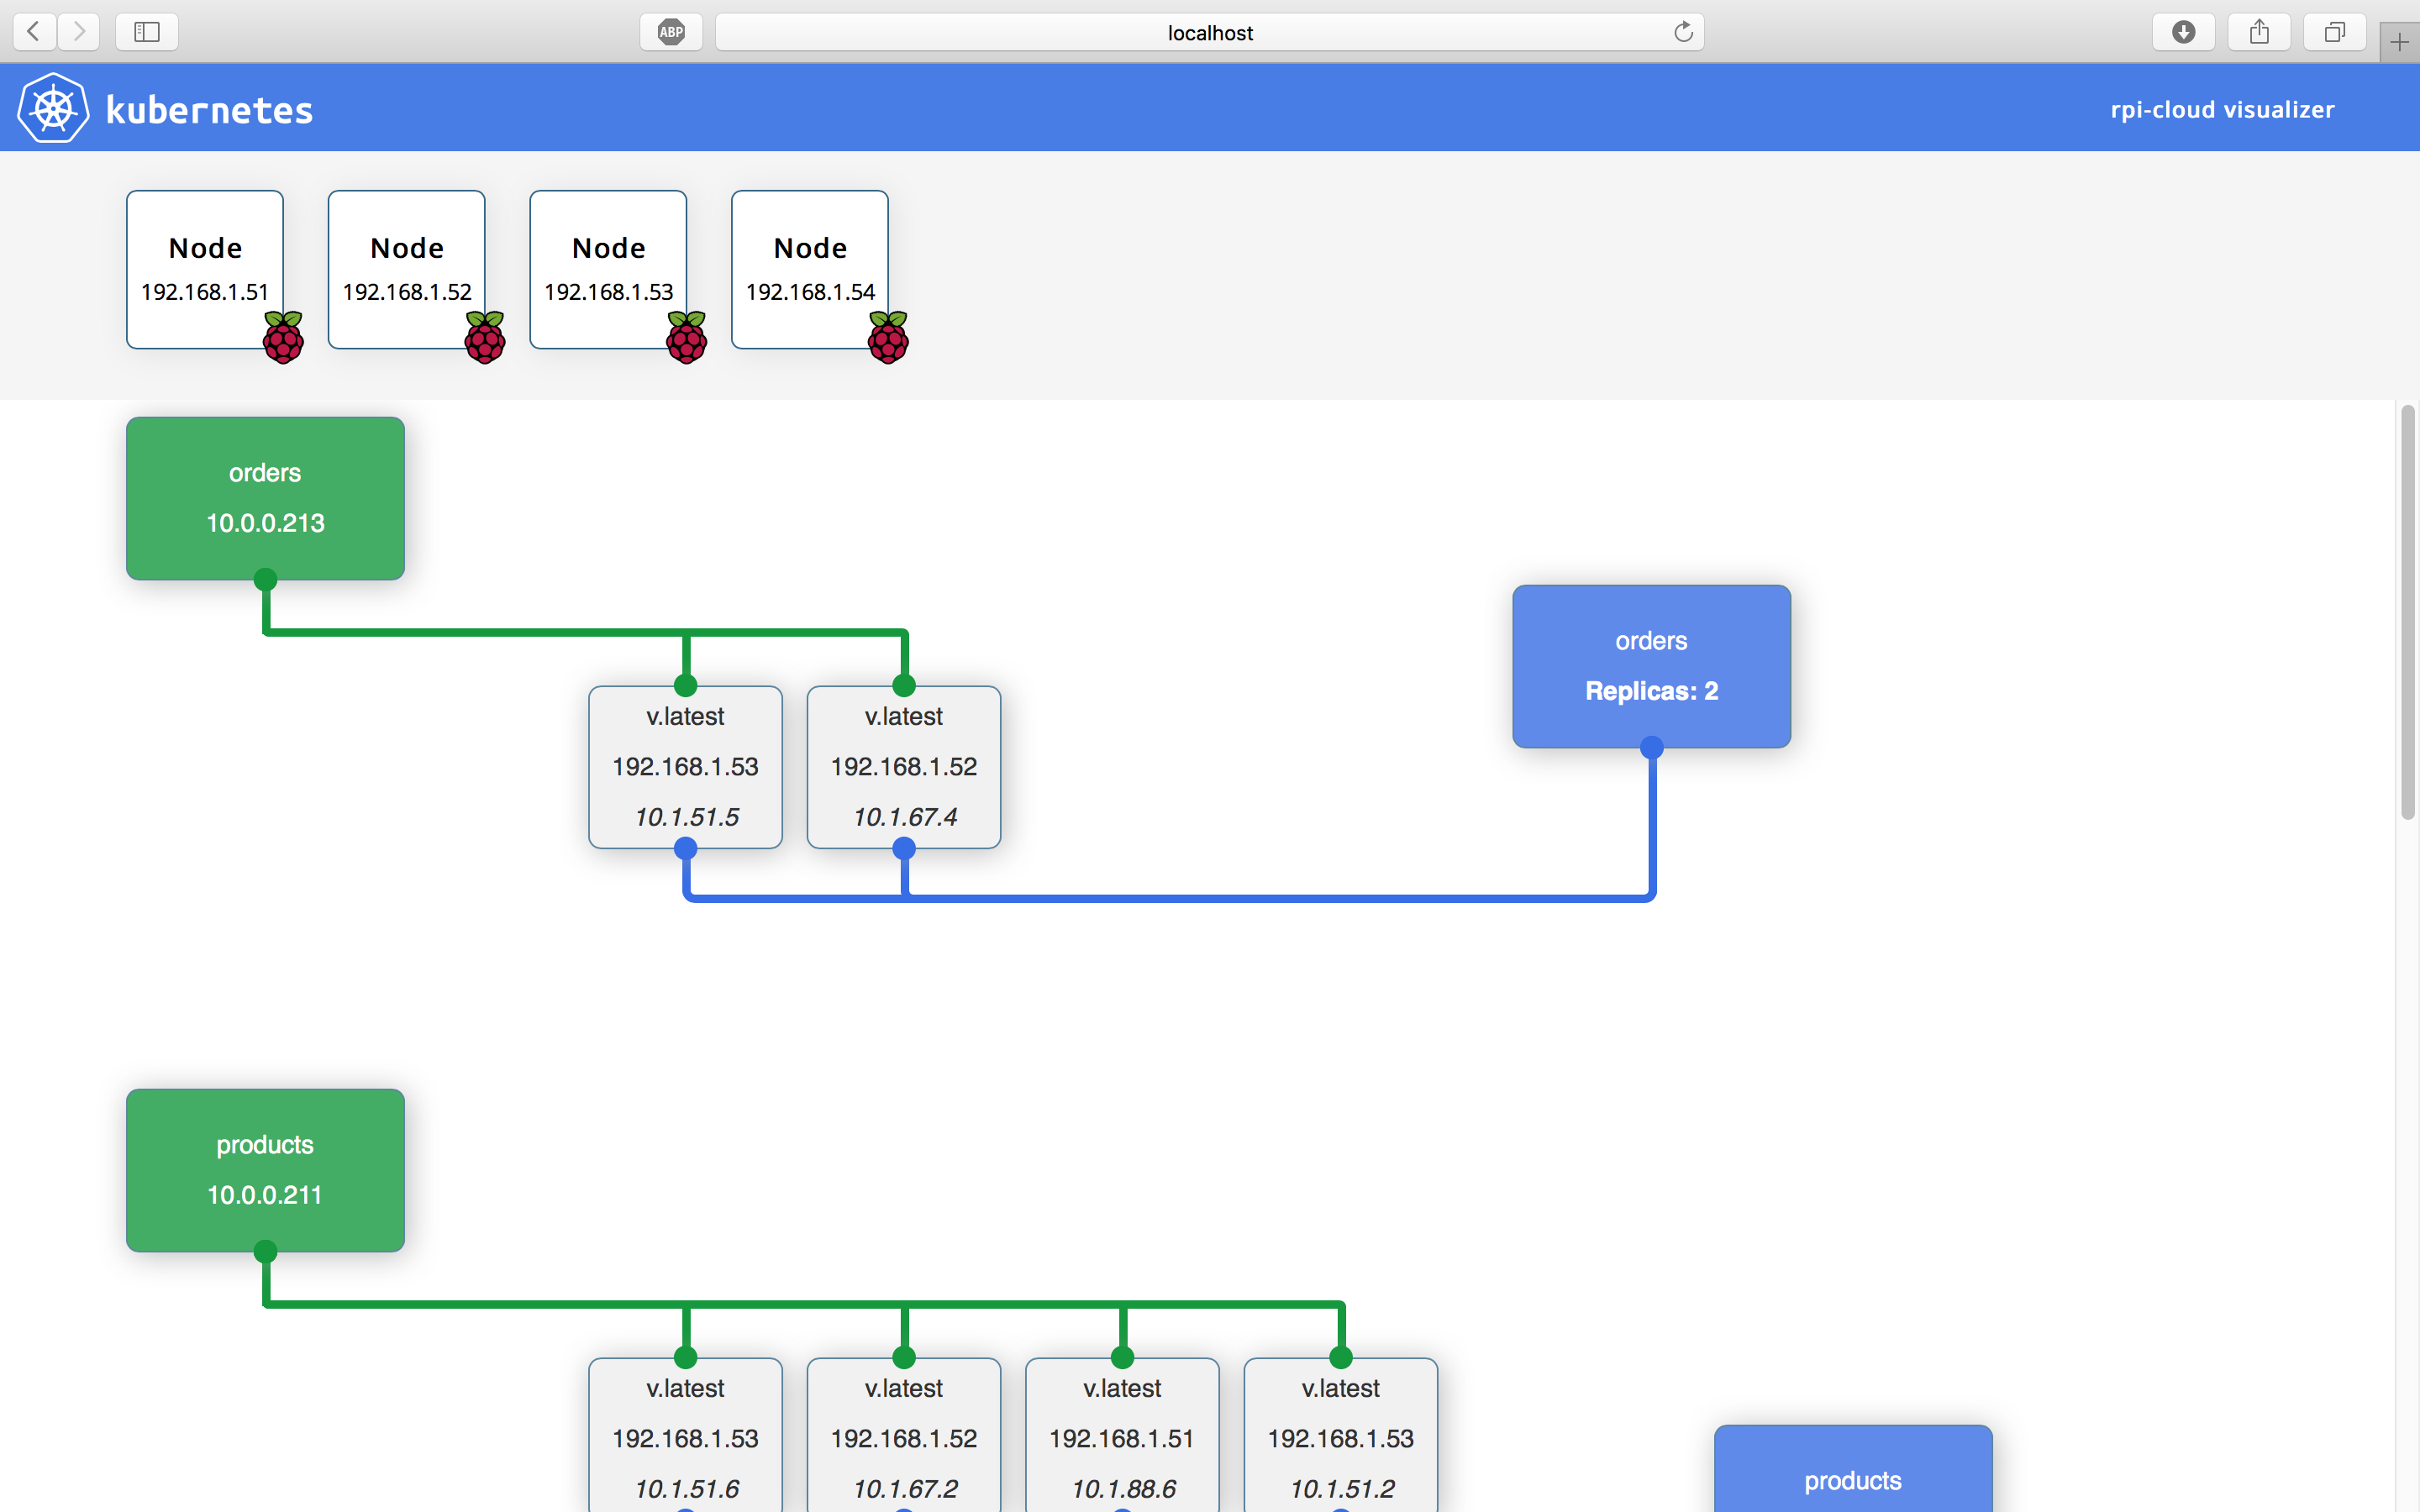 ABP
localhost
kubernetes
rpi-cloud visualizer
Node
192.168.1.51
Node
192.168.1.52
Node
192.168.1.53
Node
192.168.1.54
orders
10.0.0.213
orders
Replicas: 2
v.latest
192.168.1.53
10.1.51.5
v.latest
192.168.1.52
10.1.67.4
products
10.0.0.211
v.latest
192.168.1.53
10.1.51.6
v.latest
192.168.1.52
10.1.67.2
v.latest
192.168.1.51
10.1.88.6
v.latest
192.168.1.53
10.1.51.2
products